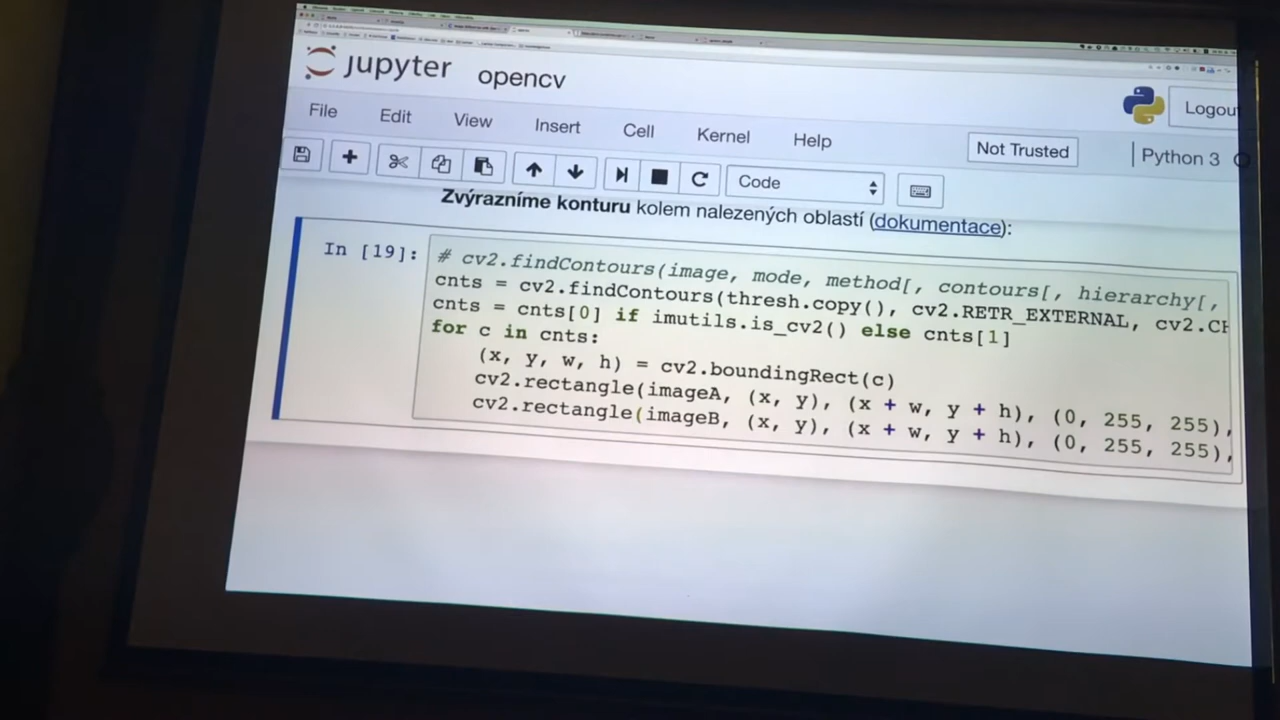 jupyter opencv
Logout
File Edit View Insert Cell Kernel Help
Not Trusted
Python 3
Code
Zvýrazníme konturu kolem nalezených oblastí (dokumentace):
In [19]:
# cv2.findContours(image, mode, method[, contours[, hierarchy[,
cnts = cv2.findContours(thresh.copy(), cv2.RETR_EXTERNAL, cv2.CH
cnts = cnts[0] if imutils.is_cv2() else cnts[1]
for c in cnts:
    (x, y, w, h) = cv2.boundingRect(c)
    cv2.rectangle(imageA, (x, y), (x + w, y + h), (0, 255, 255),
    cv2.rectangle(imageB, (x, y), (x + w, y + h), (0, 255, 255),